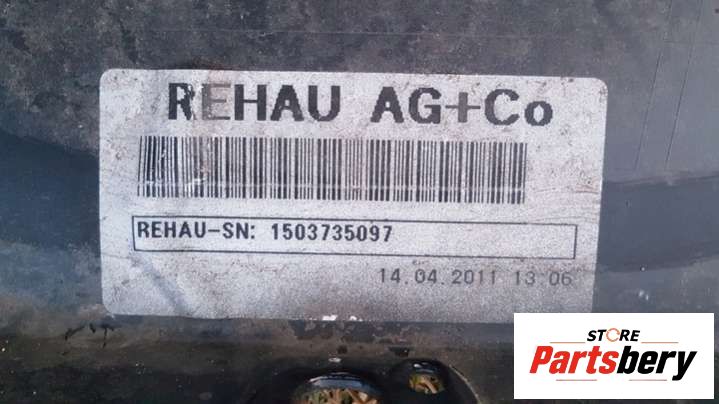 REHAU AG+Co
REHAU-SN: 1503735097
14.04.2011 13:06
STORE
Partsbery